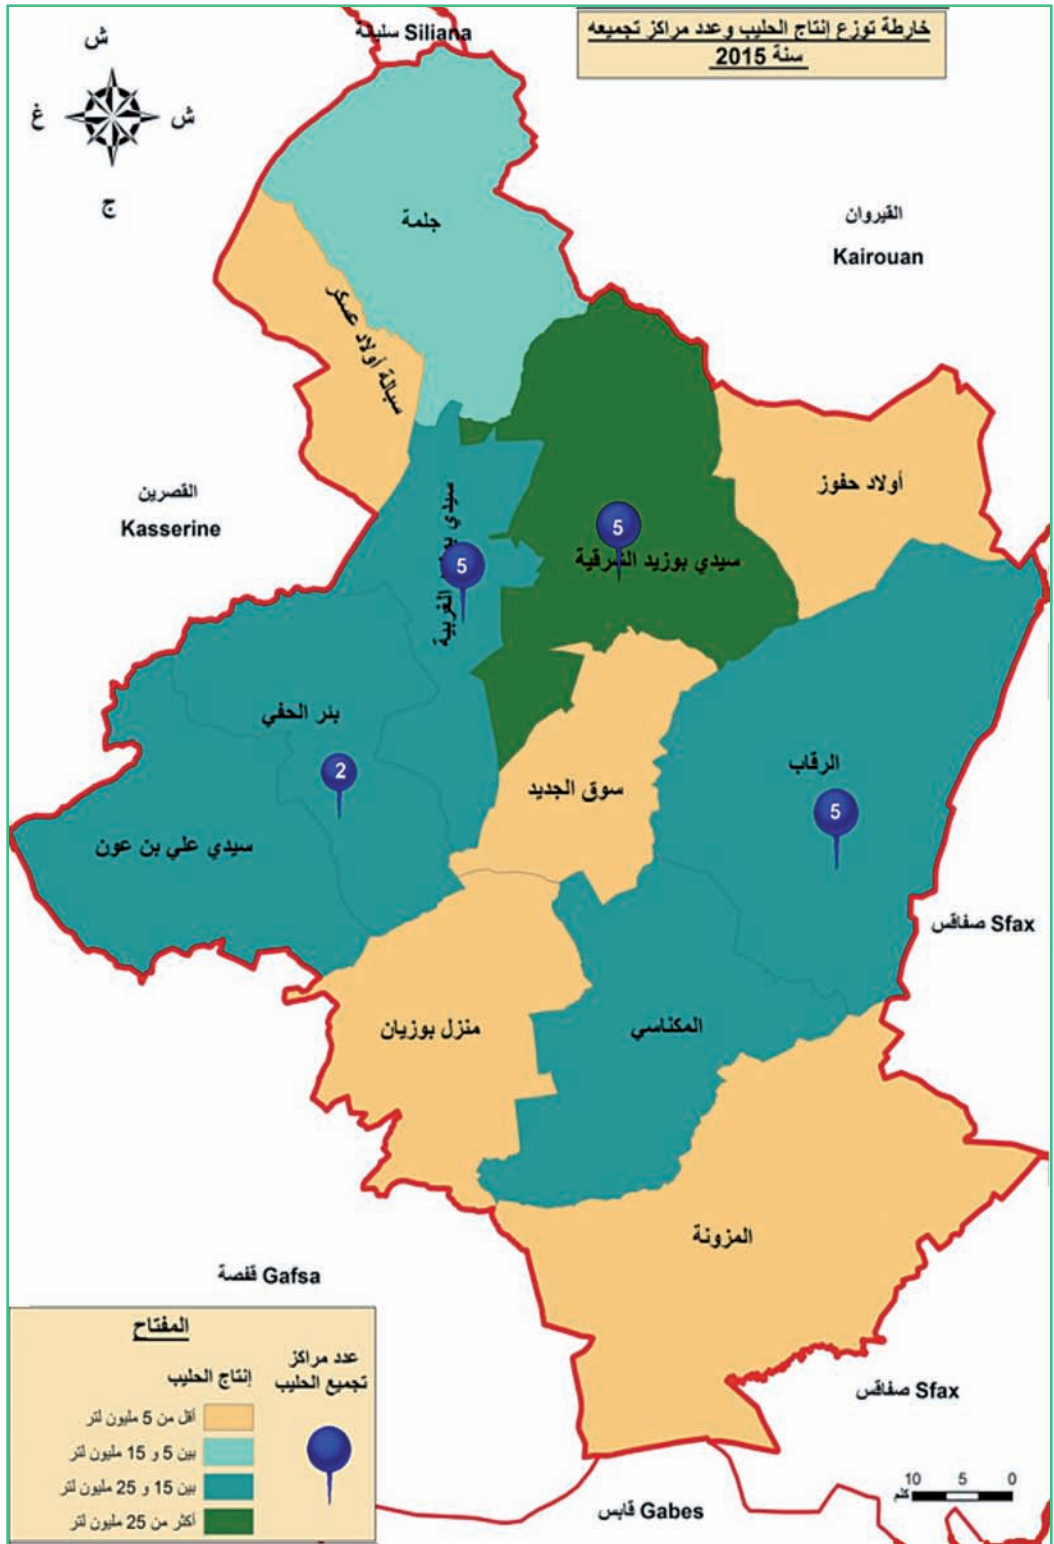 خارطة توزع إنتاج الحليب وعدد مراكز تجميعه
سنة 2015
سليانة Siliana
ش
غ
ش
ج
جلمة
القيروان
Kairouan
سبالة أولاد عسكر
القصرين
Kasserine
أولاد حفوز
5
سيدي بوزيد الشرقية
5
الغربية
بئر الحفي
2
الرقاب
5
سوق الجديد
سيدي علي بن عون
صفاقس Sfax
منزل بوزيان
المكناسي
المزونة
قفصة Gafsa
صفاقس Sfax
قابس Gabes
المفتاح
عدد مراكز
تجميع الحليب
إنتاج الحليب
أقل من 5 مليون لتر
بين 5 و 15 مليون لتر
بين 15 و 25 مليون لتر
أكثر من 25 مليون لتر
10 5 0
كلم